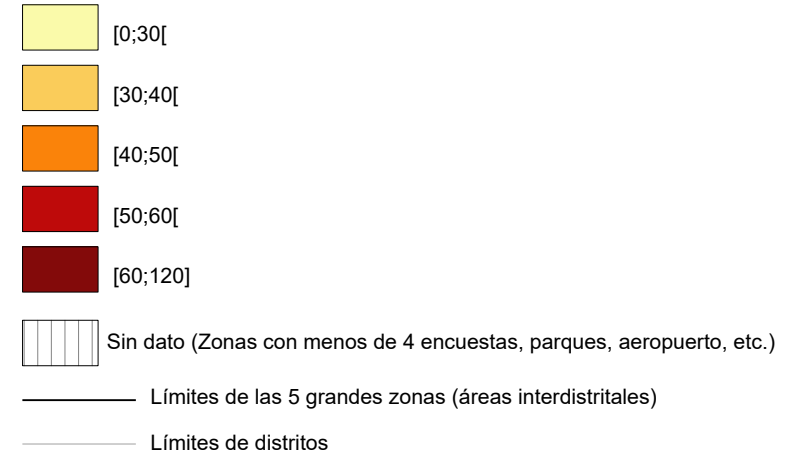 [0;30[
[30;40[
[40;50[
[50;60[
[60;120]
Sin dato (Zonas con menos de 4 encuestas, parques, aeropuerto, etc.)
Límites de las 5 grandes zonas (áreas interdistritales)
Límites de distritos